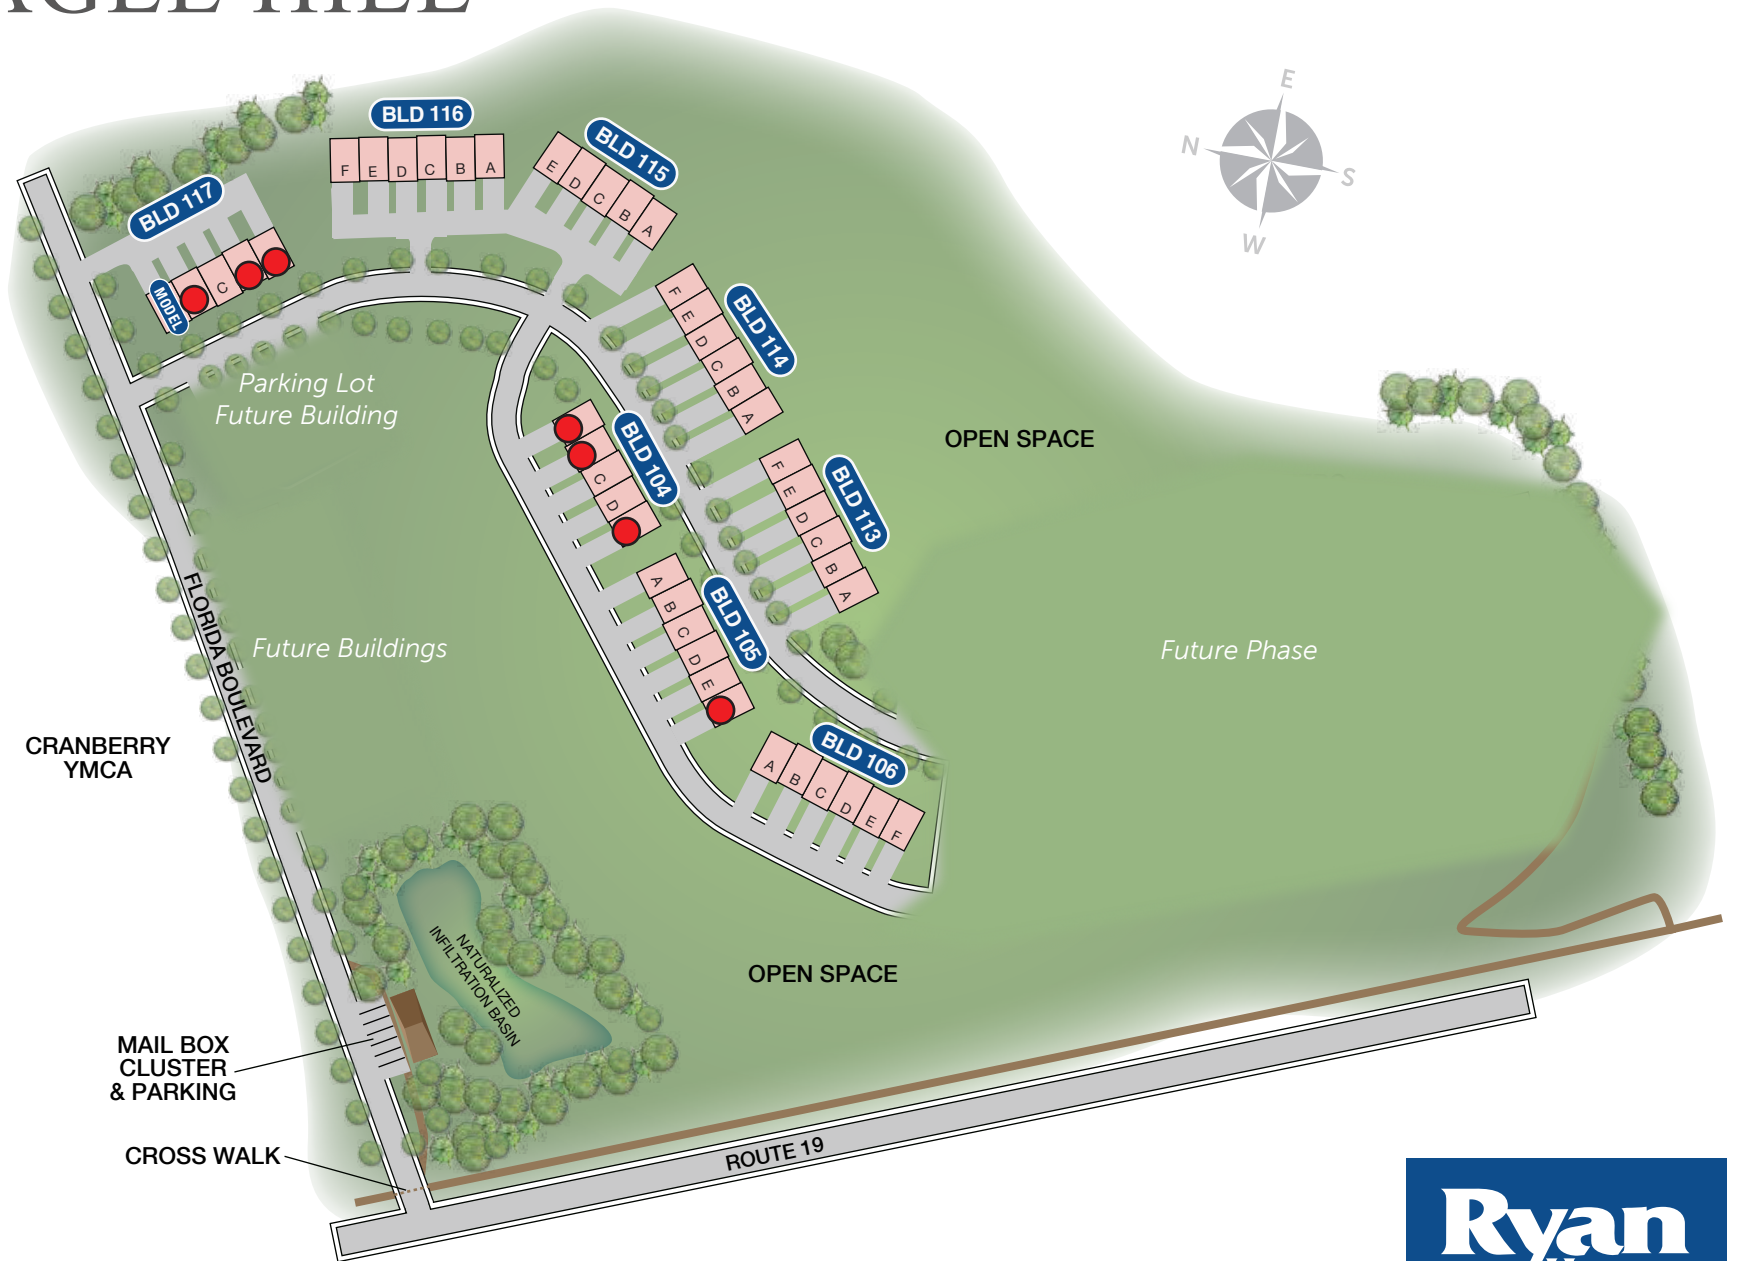 AGLE HILL
E
N
S
W
BLD 116
F E D C B A
BLD 115
E D C B A
BLD 117
MODEL
C
BLD 114
F E D C B A
Parking Lot
Future Building
BLD 104
C D
OPEN SPACE
BLD 113
F E D C B A
BLD 105
A B C D E
FLORIDA BOULEVARD
Future Buildings
Future Phase
CRANBERRY
YMCA
BLD 106
A B C D E F
NATURALIZED
INFILTRATION BASIN
OPEN SPACE
MAIL BOX
CLUSTER
& PARKING
CROSS WALK
ROUTE 19
Ryan